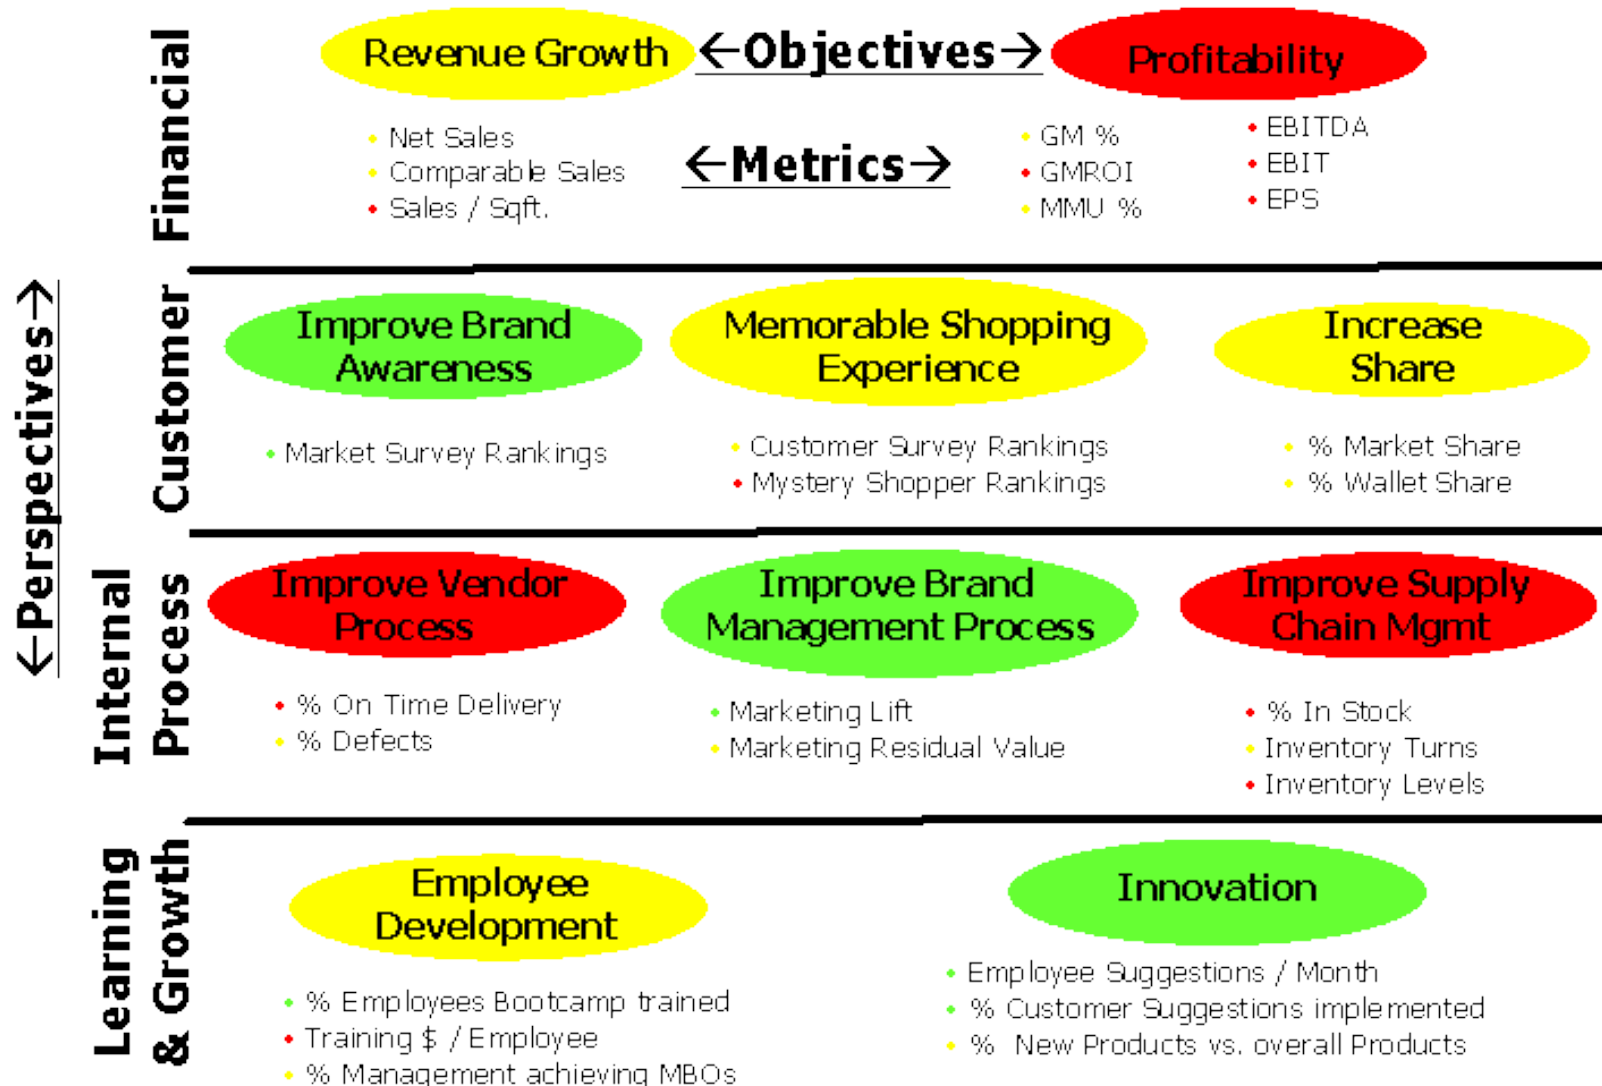 ←Perspectives→
Financial
Revenue Growth
←Objectives→
Profitability
• Net Sales
• Comparable Sales
• Sales / Sqft.
←Metrics→
• GM %
• GMROI
• MMU %
• EBITDA
• EBIT
• EPS
Customer
Improve Brand
Awareness
• Market Survey Rankings
Memorable Shopping
Experience
• Customer Survey Rankings
• Mystery Shopper Rankings
Increase
Share
• % Market Share
• % Wallet Share
Internal
Process
Improve Vendor
Process
• % On Time Delivery
• % Defects
Improve Brand
Management Process
• Marketing Lift
• Marketing Residual Value
Improve Supply
Chain Mgmt
• % In Stock
• Inventory Turns
• Inventory Levels
Learning
& Growth
Employee
Development
• % Employees Bootcamp trained
• Training $ / Employee
• % Management achieving MBOs
Innovation
• Employee Suggestions / Month
• % Customer Suggestions implemented
• % New Products vs. overall Products